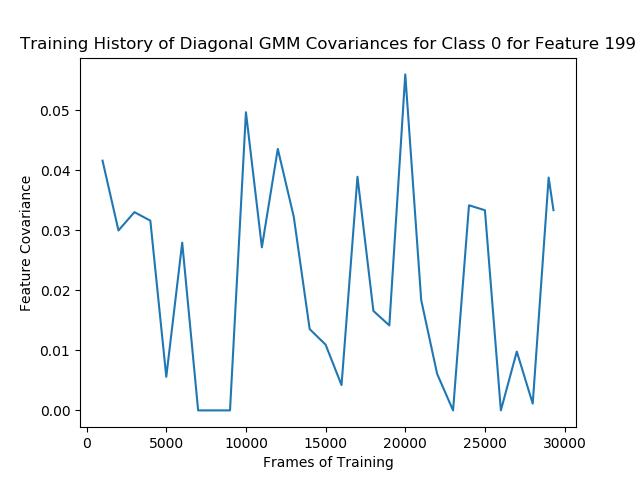 Training History of Diagonal GMM Covariances for Class 0 for Feature 199
0.05
0.04
0.03
0.02
0.01
0.00
Feature Covariance
0 5000 10000 15000 20000 25000 30000
Frames of Training